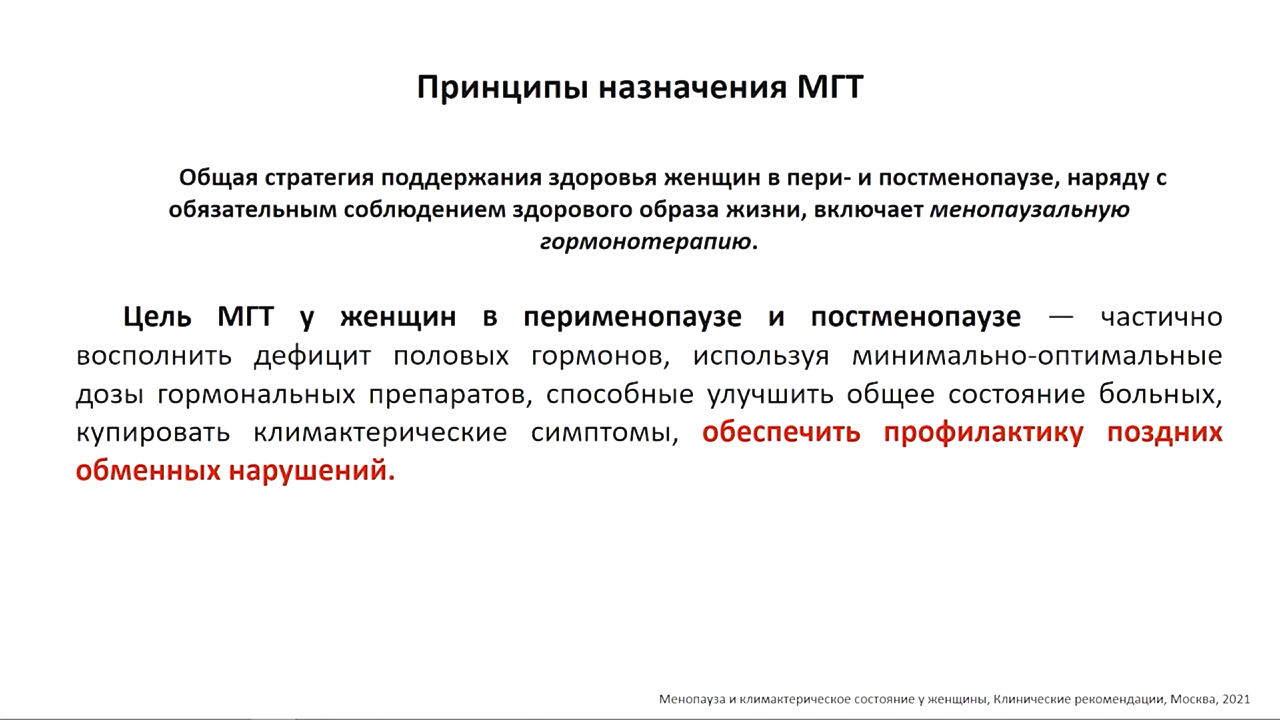 Принципы назначения МГТ
Общая стратегия поддержания здоровья женщин в пери- и постменопаузе, наряду с
обязательным соблюдением здорового образа жизни, включает менопаузальную
гормонотерапию.
Цель МГТ у женщин в перименопаузе и постменопаузе — частично
восполнить дефицит половых гормонов, используя минимально-оптимальные
дозы гормональных препаратов, способные улучшить общее состояние больных,
купировать климактерические симптомы, обеспечить профилактику поздних
обменных нарушений.
Менопауза и климактерическое состояние у женщины, Клинические рекомендации, Москва, 2021